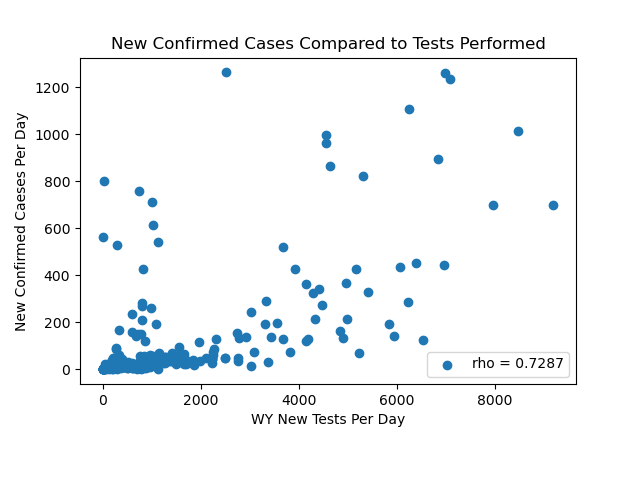 New Confirmed Cases Compared to Tests Performed
1200
1000
800
600
400
200
0
New Confirmed Caeses Per Day
0 2000 4000 6000 8000
WY New Tests Per Day
rho = 0.7287